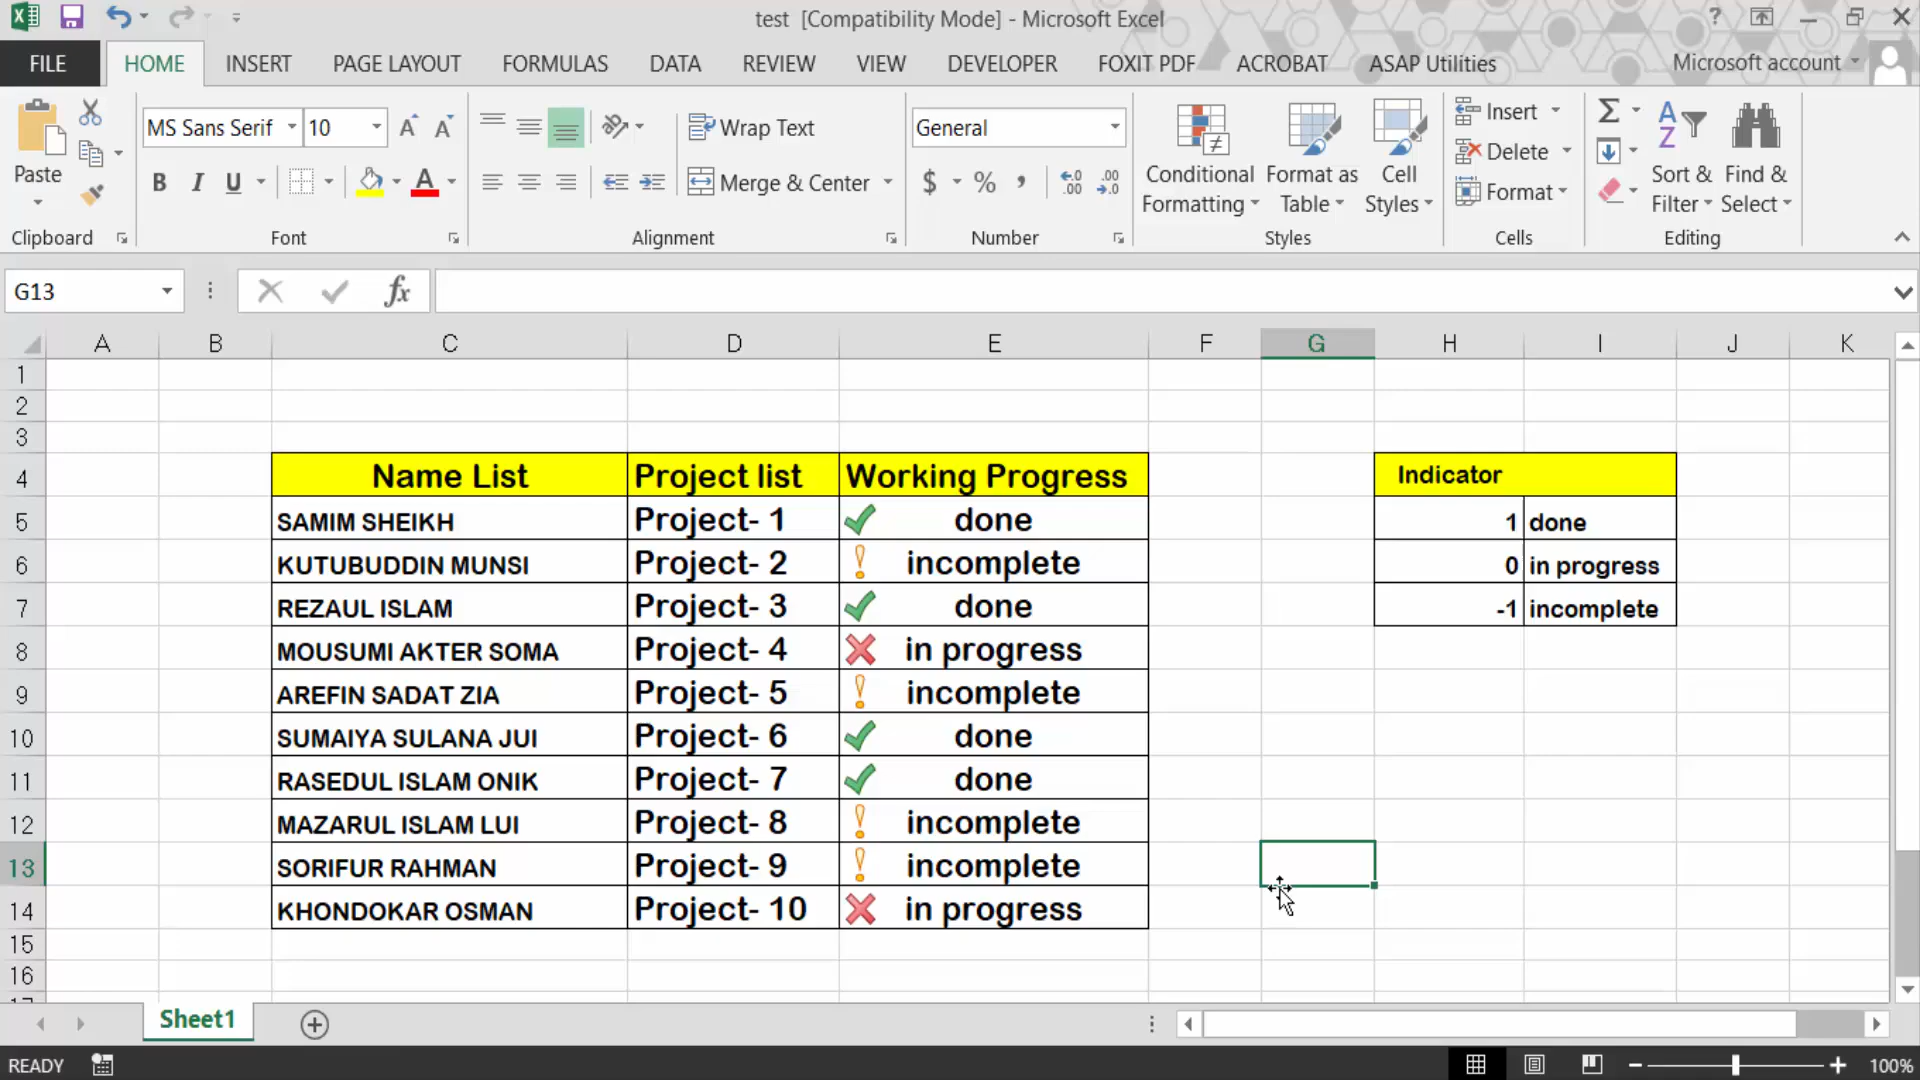 test [Compatibility Mode] - Microsoft Excel
FILE HOME INSERT PAGE LAYOUT FORMULAS DATA REVIEW VIEW DEVELOPER FOXIT PDF ACROBAT ASAP Utilities Microsoft account
MS Sans Serif 10 Wrap Text General Insert
Paste B I U A Merge & Center $ % , Conditional Formatting Format as Table Cell Styles Delete Format Sort & Filter Find & Select
Clipboard Font Alignment Number Styles Cells Editing
G13 fx
A B C D E F G H I J K
1
2
3
4 Name List Project list Working Progress Indicator
5 SAMIM SHEIKH Project- 1 done 1 done
6 KUTUBUDDIN MUNSI Project- 2 incomplete 0 in progress
7 REZAUL ISLAM Project- 3 done -1 incomplete
8 MOUSUMI AKTER SOMA Project- 4 in progress
9 AREFIN SADAT ZIA Project- 5 incomplete
10 SUMAIYA SULANA JUI Project- 6 done
11 RASEDUL ISLAM ONIK Project- 7 done
12 MAZARUL ISLAM LUI Project- 8 incomplete
13 SORIFUR RAHMAN Project- 9 incomplete
14 KHONDOKAR OSMAN Project- 10 in progress
15
16
Sheet1
READY 100%